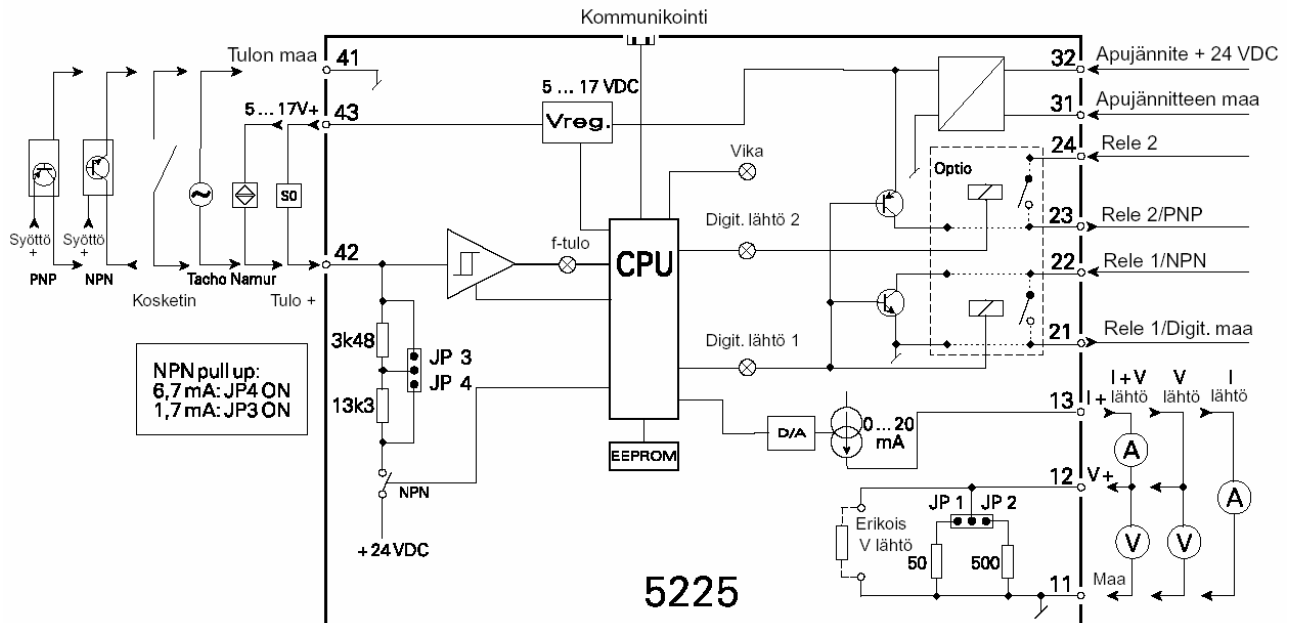 Kommunikointi
Tulon maa
41
32
Apujännite + 24 VDC
5 ... 17 VDC
5 ... 17V+
43
Vreg.
31
Apujännitteen maa
24
Rele 2
Vika
Optio
SO
Syöttö
+
Syöttö
+
PNP
NPN
Digit. lähtö 2
23
Rele 2/PNP
42
f-tulo
CPU
22
Rele 1/NPN
Tacho
Namur
Kosketin
Tulo +
3k48
JP 3
JP 4
13k3
Digit. lähtö 1
21
Rele 1/Digit. maa
NPN pull up:
6,7 mA: JP4 ON
1,7 mA: JP3 ON
I + V
lähtö
V
lähtö
I
lähtö
13
I+
D/A
0 ... 20
mA
A
EEPROM
NPN
12
V+
JP 1
JP 2
A
Erikois
V lähtö
V
V
+ 24 VDC
50
500
11
Maa
5225